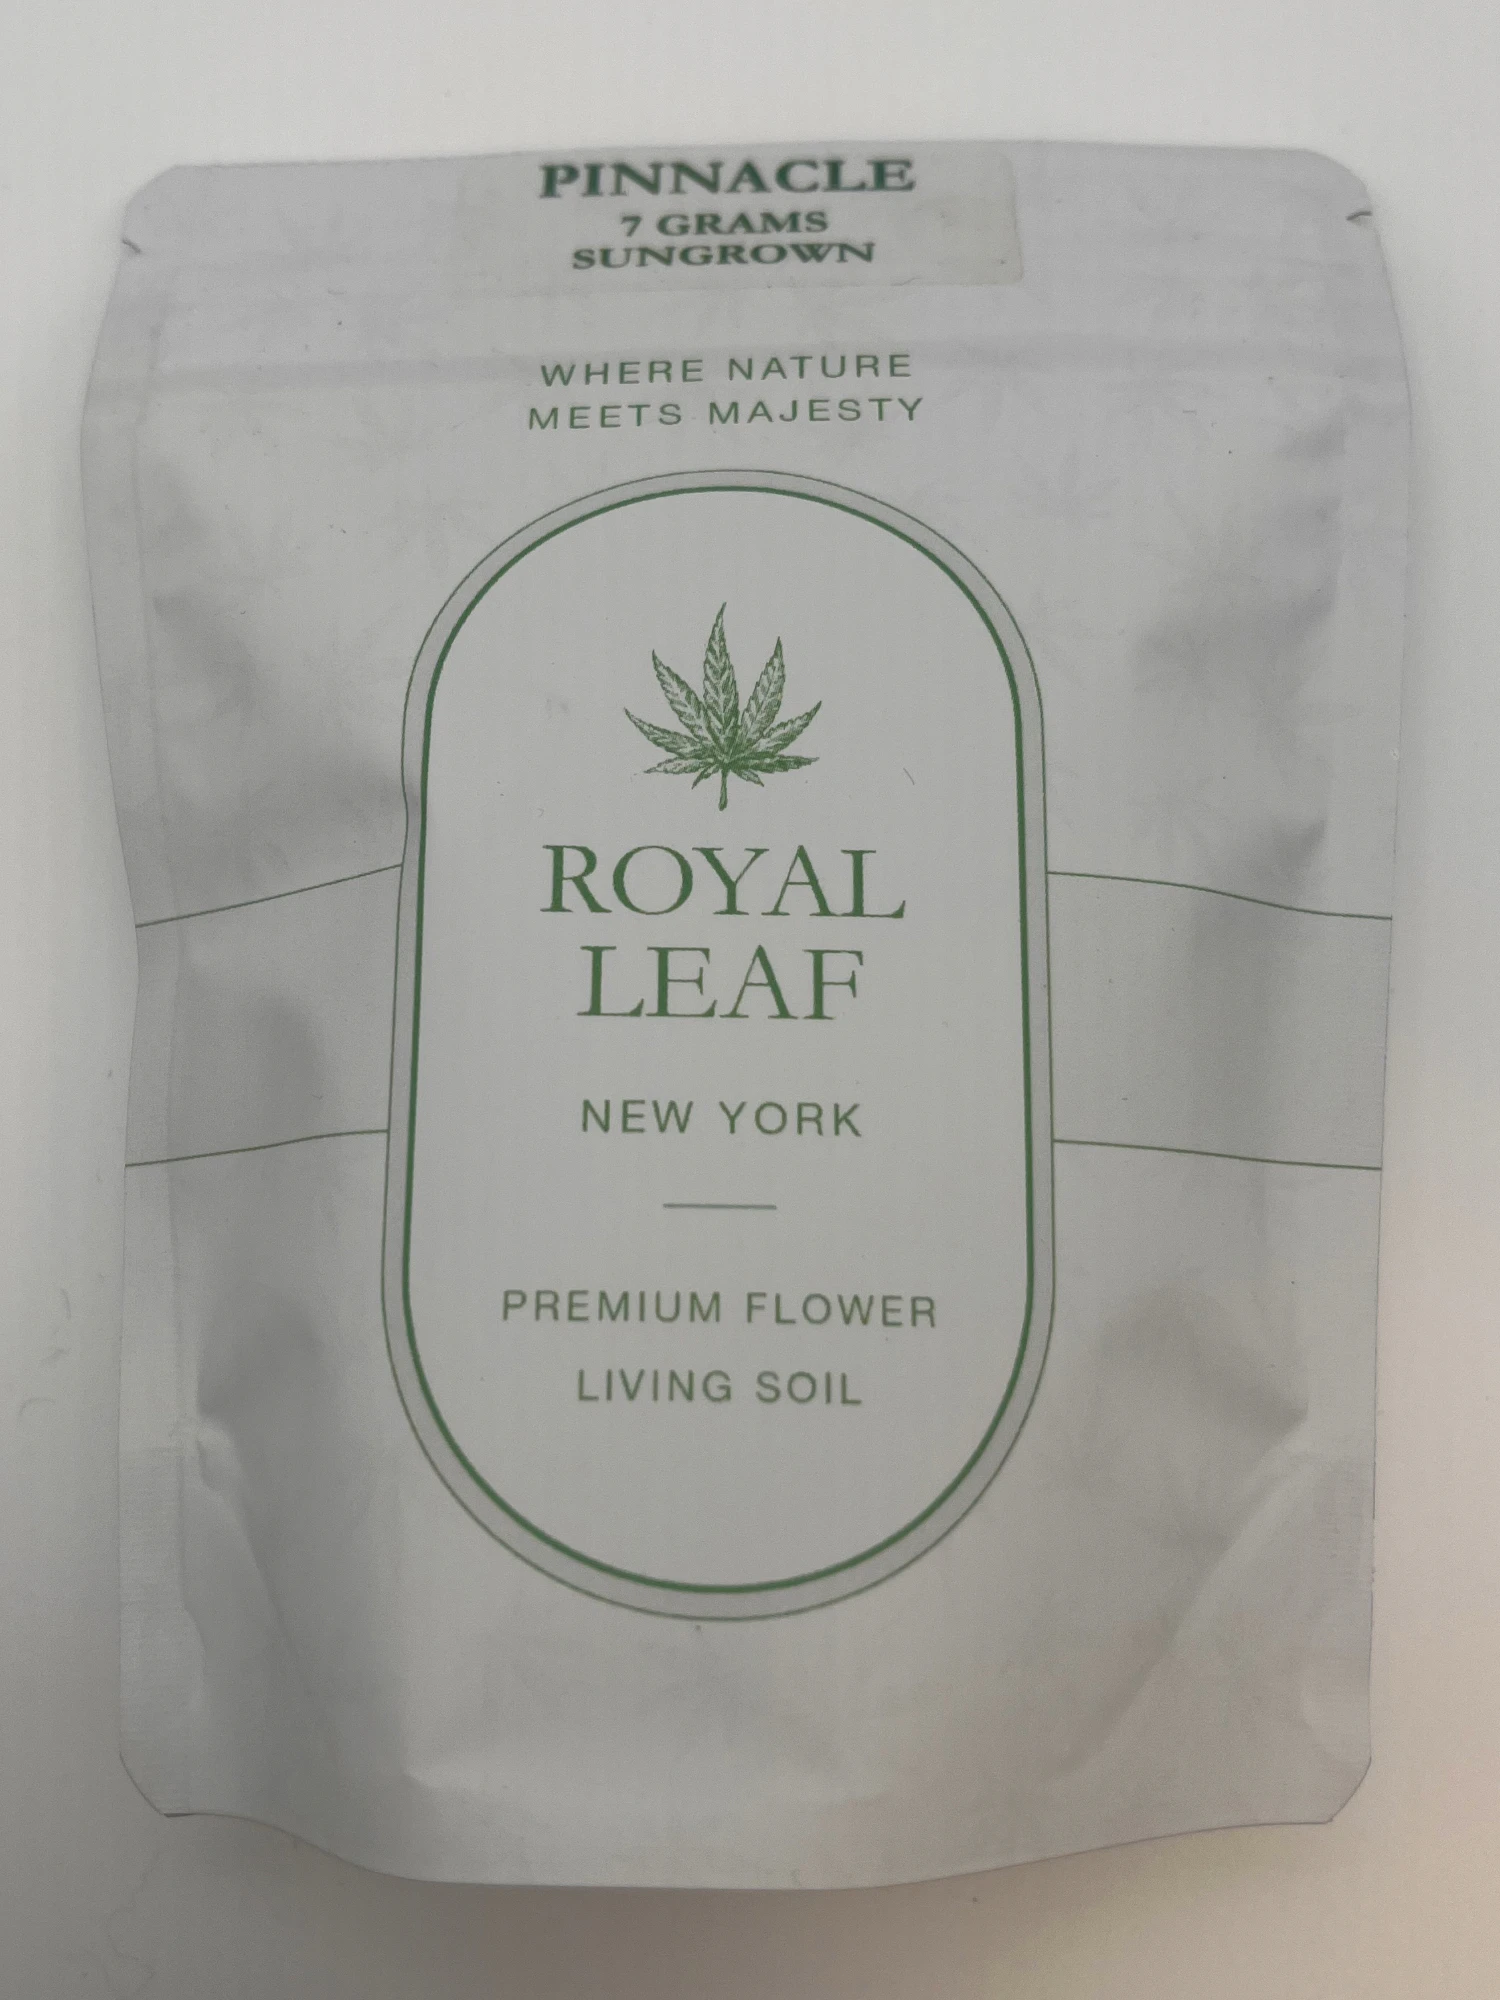 PINNACLE
7 GRAMS
SUNGROWN
WHERE NATURE
MEETS MAJESTY
ROYAL
LEAF
NEW YORK
PREMIUM FLOWER
LIVING SOIL